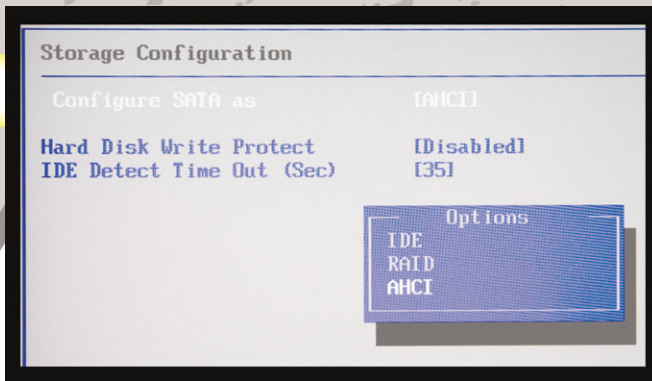 Storage Configuration
Configure SATA as [AHCI]
Hard Disk Write Protect [Disabled]
IDE Detect Time Out (Sec) [35]
Options
IDE
RAID
AHCI